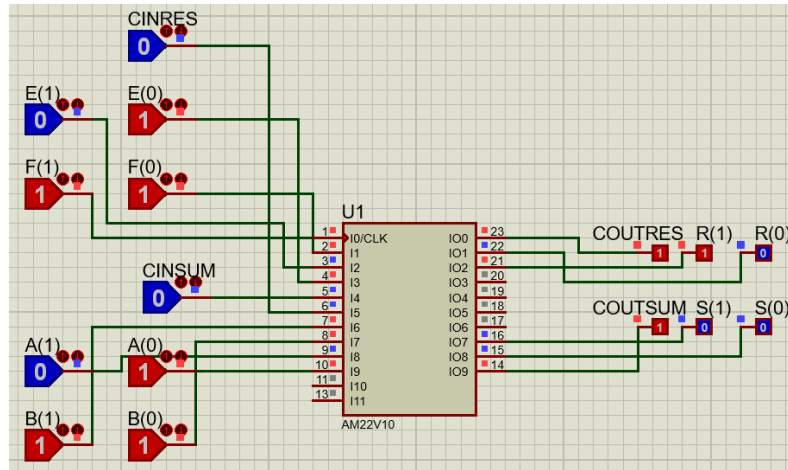 CINRES
0
E(1) E(0)
0 1
F(1) F(0)
1 1
U1
CINSUM
0
A(1) A(0)
0 1
B(1) B(0)
1 1
1 I0/CLK IO0 23
2 I1 IO1 22
3 I2 IO2 21
4 I3 IO3 20
5 I4 IO4 19
6 I5 IO5 18
7 I6 IO6 17
8 I7 IO7 16
9 I8 IO8 15
10 I9 IO9 14
11 I10
13 I11
AM22V10
COUTRES R(1) R(0)
1 1 0
COUTSUM S(1) S(0)
1 0 0